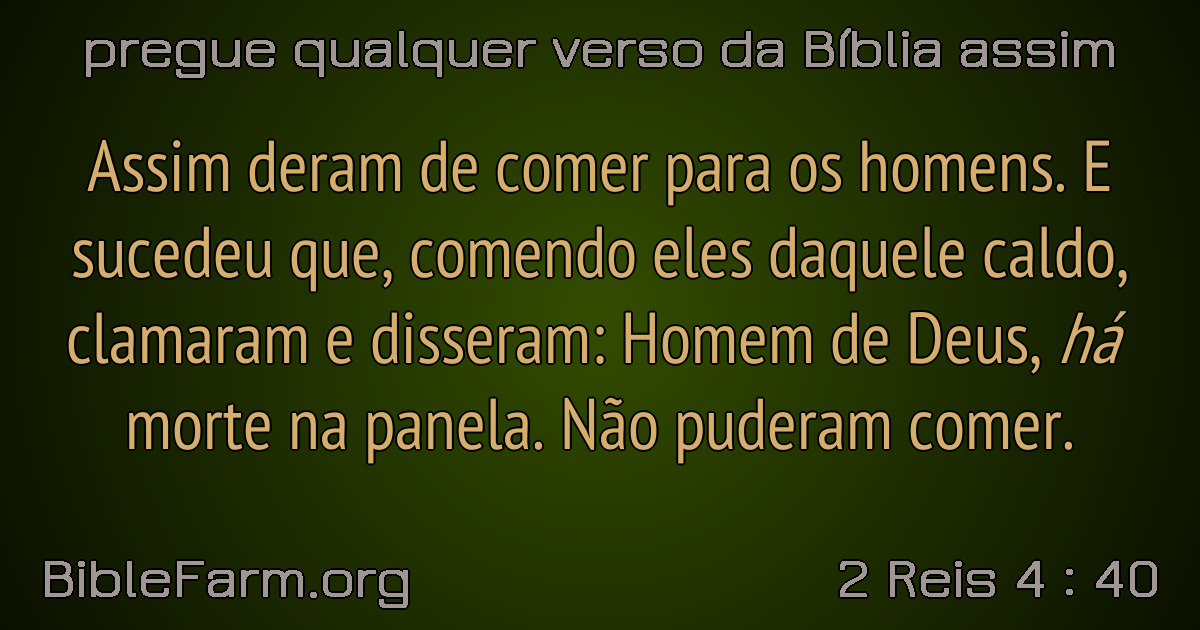 pregue qualquer verso da Bíblia assim
Assim deram de comer para os homens. E
sucedeu que, comendo eles daquele caldo,
clamaram e disseram: Homem de Deus, há
morte na panela. Não puderam comer.
BibleFarm.org
2 Reis 4 : 40